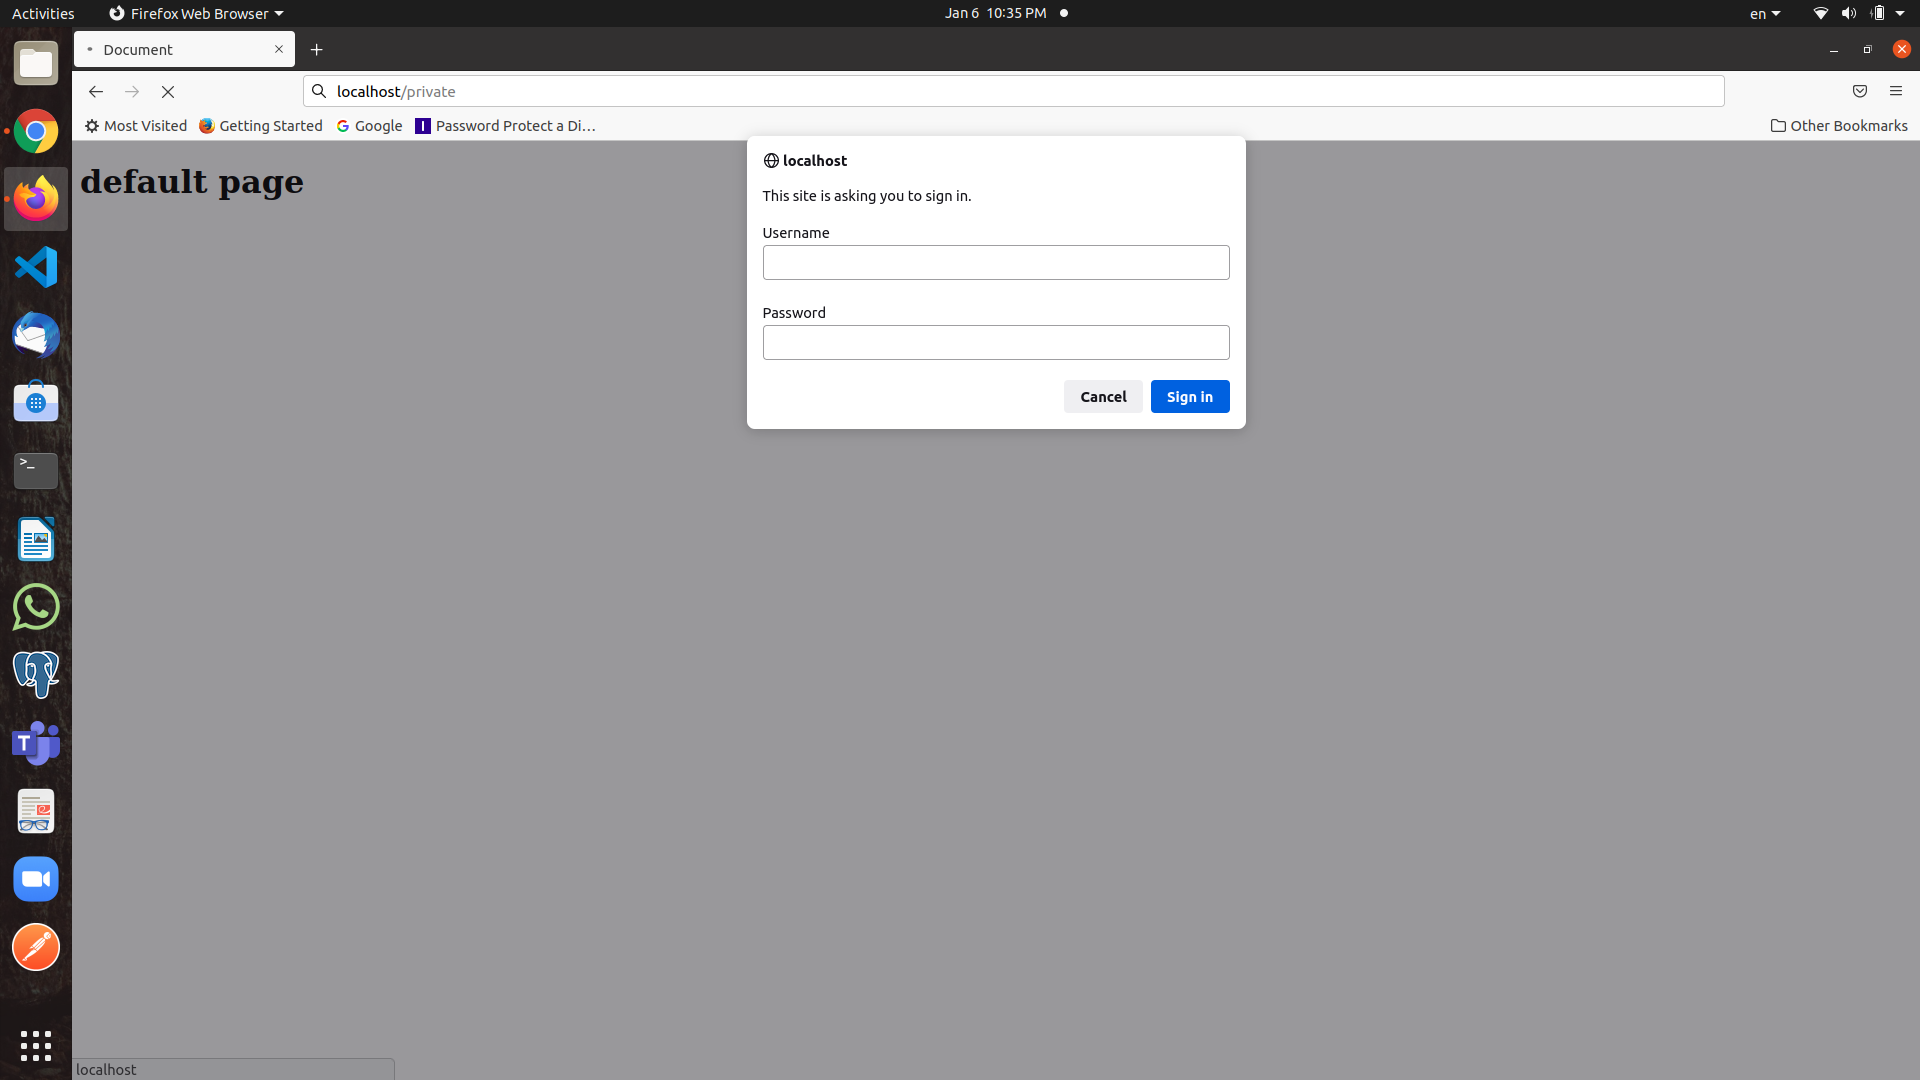 Activities
Firefox Web Browser
Jan 6 10:35 PM
en
Document
localhost/private
Most Visited
Getting Started
Google
Password Protect a Di…
Other Bookmarks
default page
localhost
This site is asking you to sign in.
Username
Password
Cancel
Sign in
>_
T
localhost